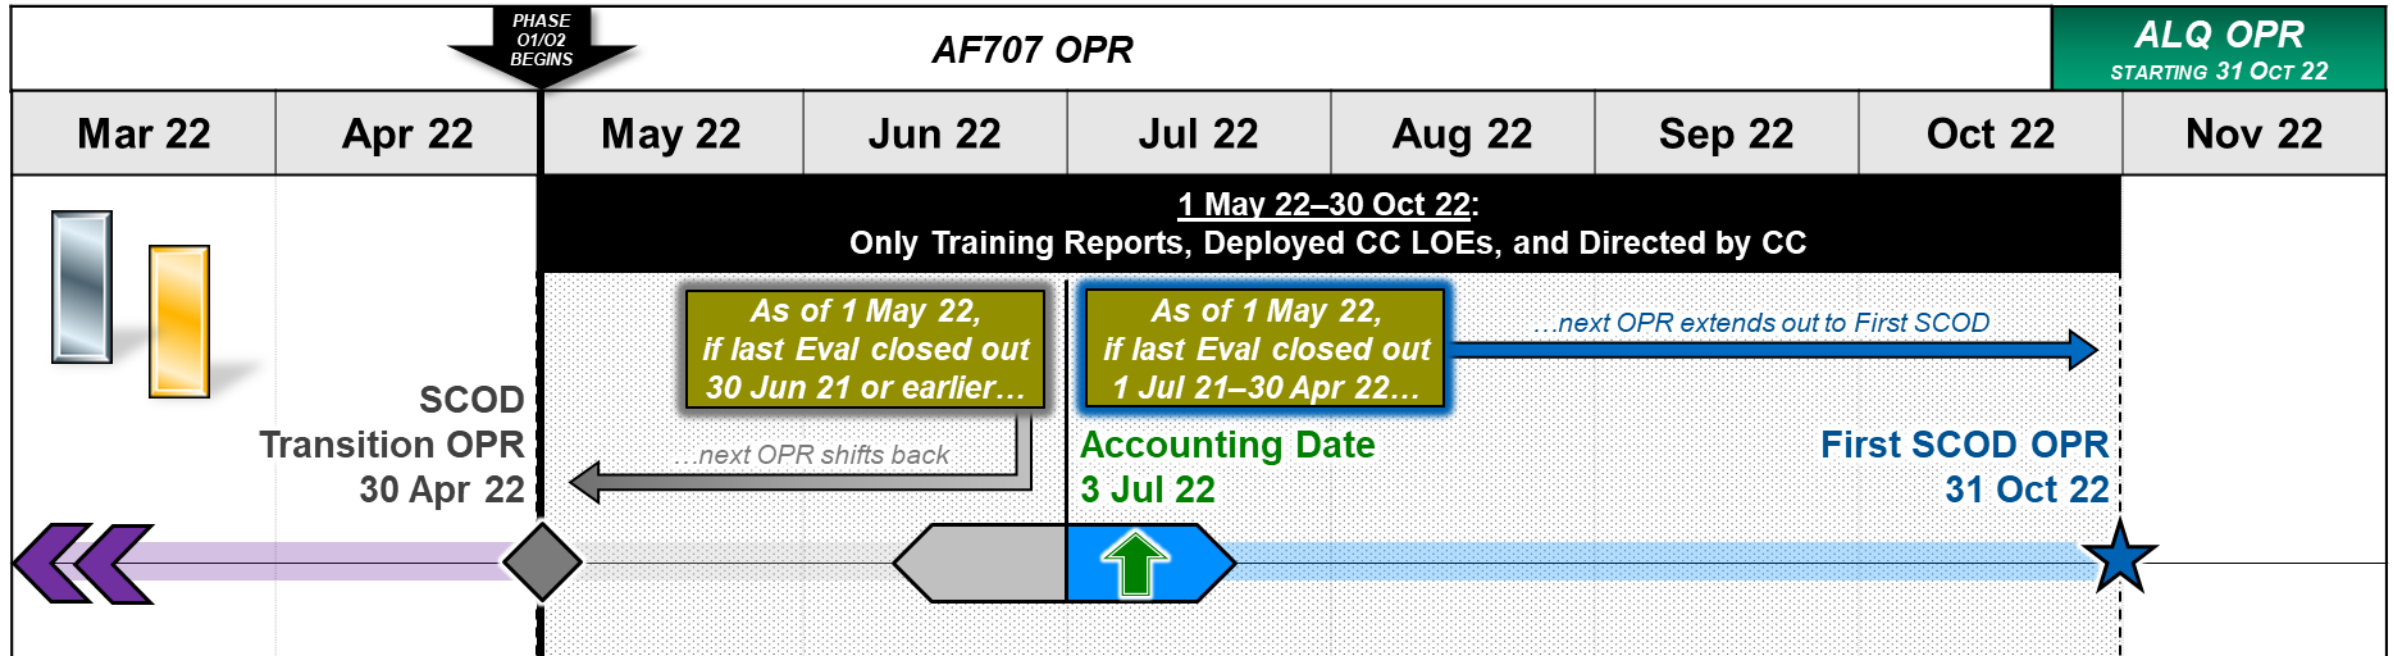 PHASE
O1/O2
BEGINS
AF707 OPR
ALQ OPR
STARTING 31 OCT 22
Mar 22
Apr 22
May 22
Jun 22
Jul 22
Aug 22
Sep 22
Oct 22
Nov 22
1 May 22–30 Oct 22:
Only Training Reports, Deployed CC LOEs, and Directed by CC
As of 1 May 22,
if last Eval closed out
30 Jun 21 or earlier…
…next OPR shifts back
As of 1 May 22,
if last Eval closed out
1 Jul 21–30 Apr 22…
…next OPR extends out to First SCOD
SCOD
Transition OPR
30 Apr 22
Accounting Date
3 Jul 22
First SCOD OPR
31 Oct 22